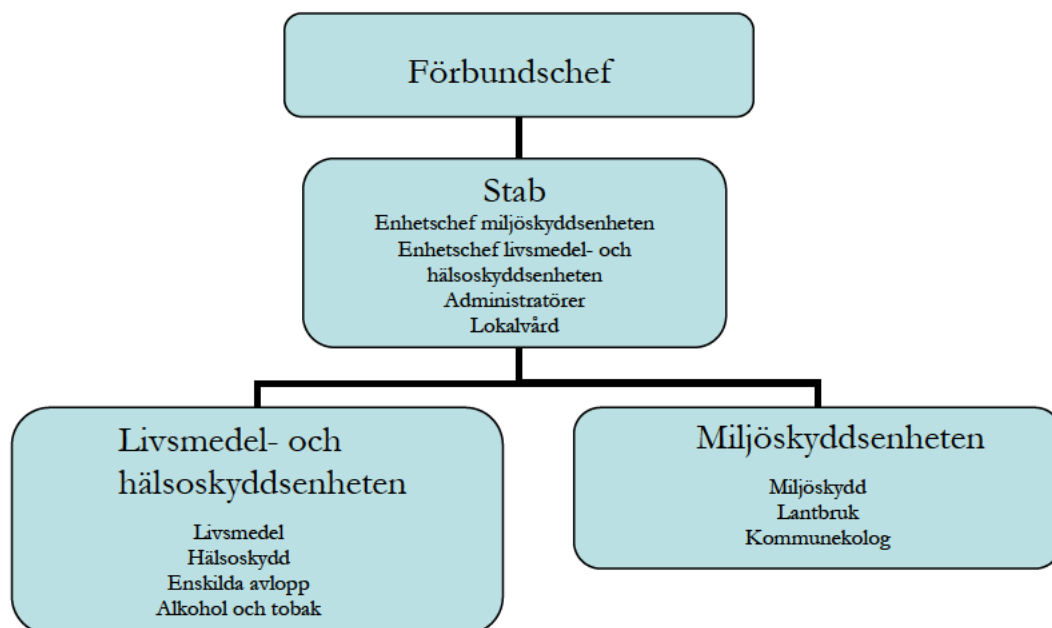 Förbundschef
Stab
Enhetschef miljöskyddsenheten
Enhetschef livsmedel- och
hälsoskyddsenheten
Administratörer
Lokalvård
Livsmedel- och
hälsoskyddsenheten
Livsmedel
Hälsoskydd
Enskilda avlopp
Alkohol och tobak
Miljöskyddsenheten
Miljöskydd
Lantbruk
Kommunekolog